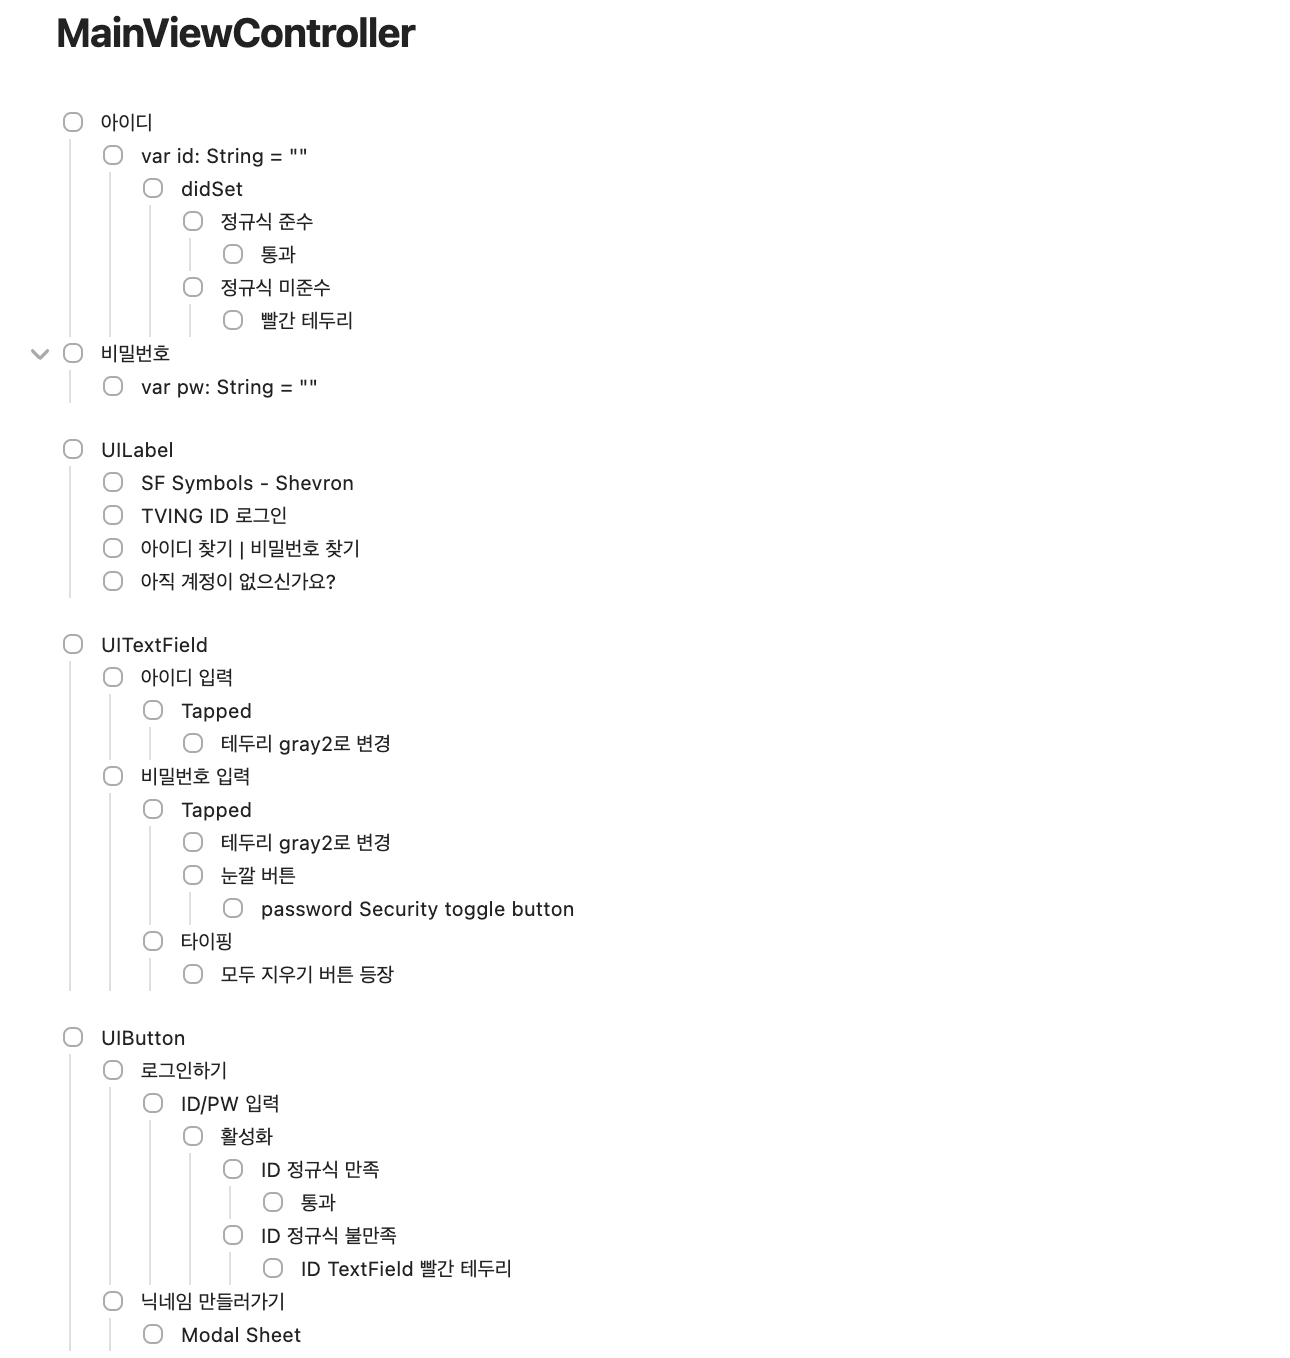 MainViewController
아이디
var id: String = ""
didSet
정규식 준수
통과
정규식 미준수
빨간 테두리
비밀번호
var pw: String = ""
UILabel
SF Symbols - Shevron
TVING ID 로그인
아이디 찾기 | 비밀번호 찾기
아직 계정이 없으신가요?
UITextField
아이디 입력
Tapped
테두리 gray2로 변경
비밀번호 입력
Tapped
테두리 gray2로 변경
눈깔 버튼
password Security toggle button
타이핑
모두 지우기 버튼 등장
UIButton
로그인하기
ID/PW 입력
활성화
ID 정규식 만족
통과
ID 정규식 불만족
ID TextField 빨간 테두리
닉네임 만들러가기
Modal Sheet